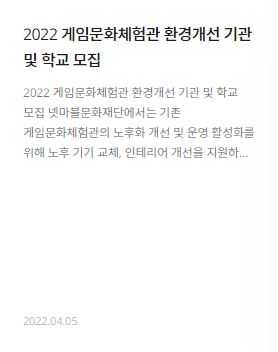 2022 게임문화체험관 환경개선 기관
및 학교 모집
2022 게임문화체험관 환경개선 기관 및 학교
모집 넷마블문화재단에서는 기존
게임문화체험관의 노후화 개선 및 운영 활성화를
위해 노후 기기 교체, 인테리어 개선을 지원하...
2022.04.05